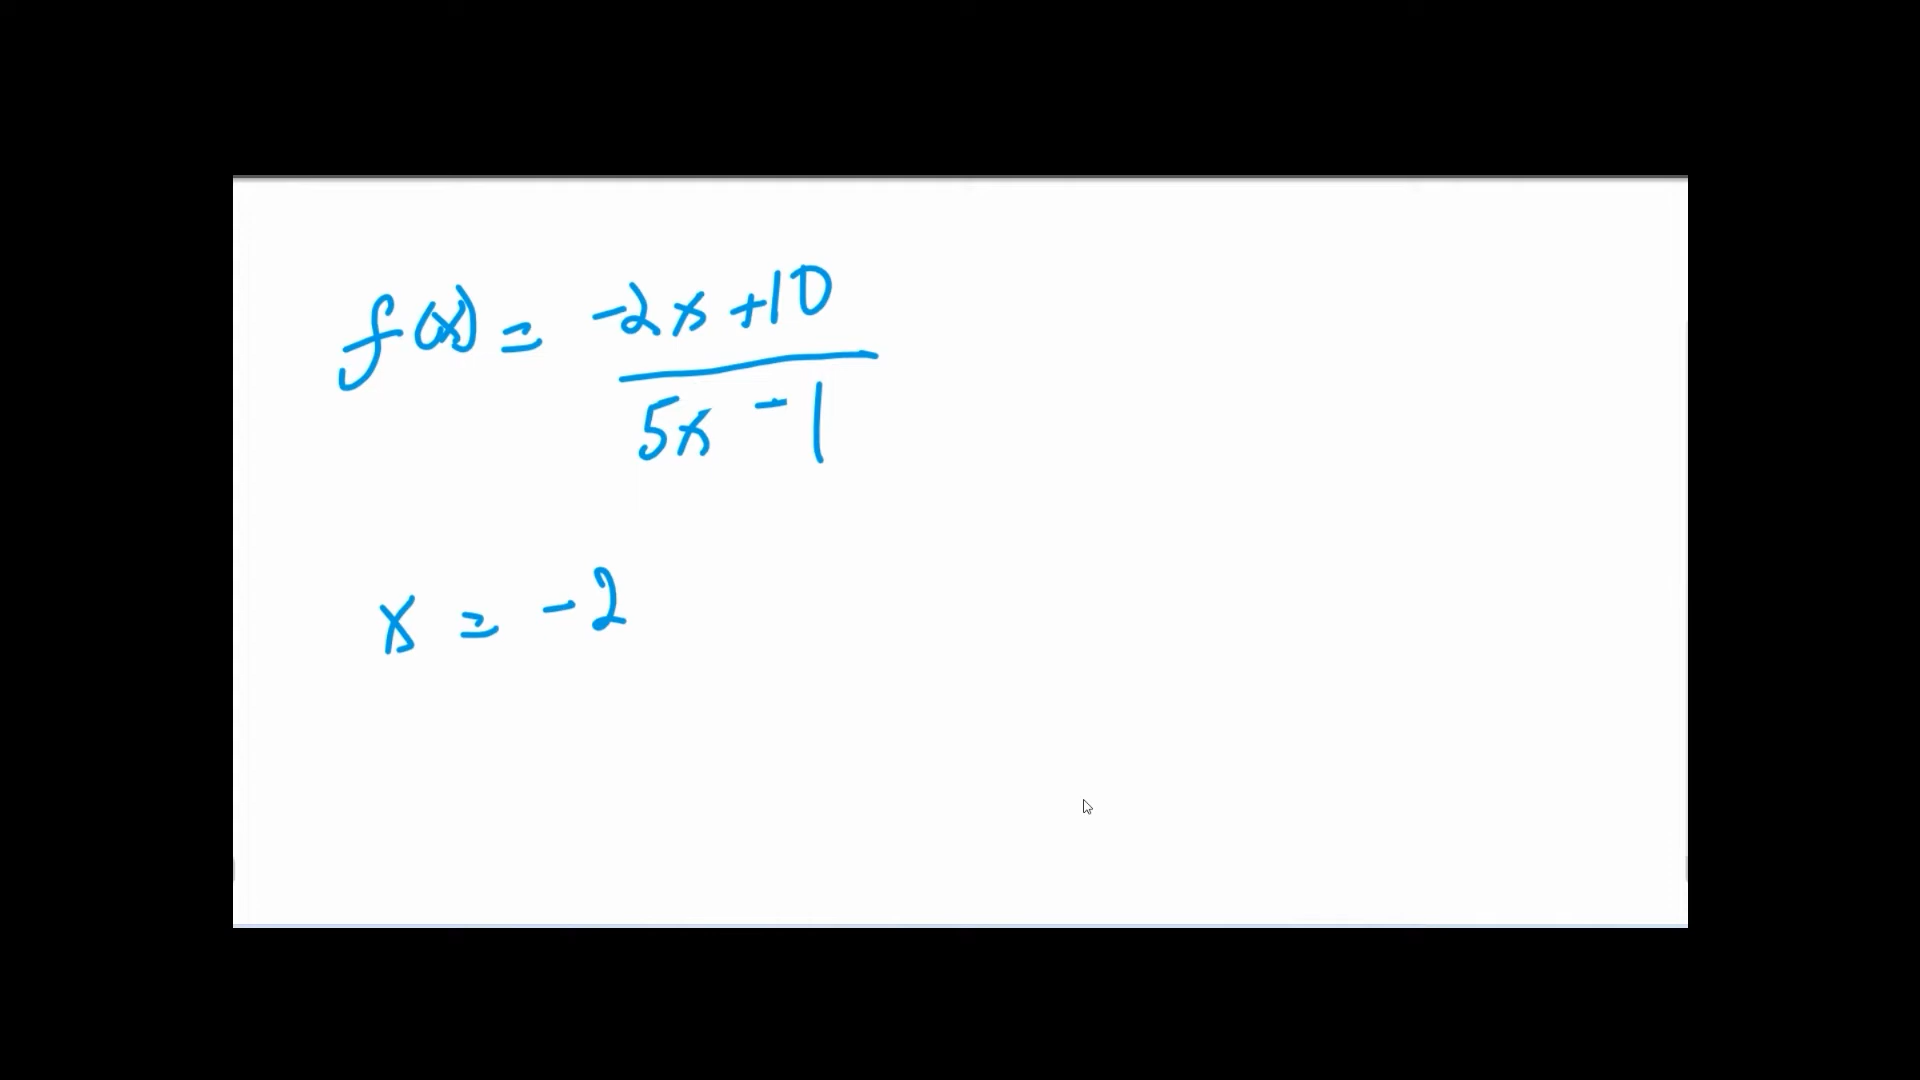 f(x) = -2x + 10
5x - 1
x = -2